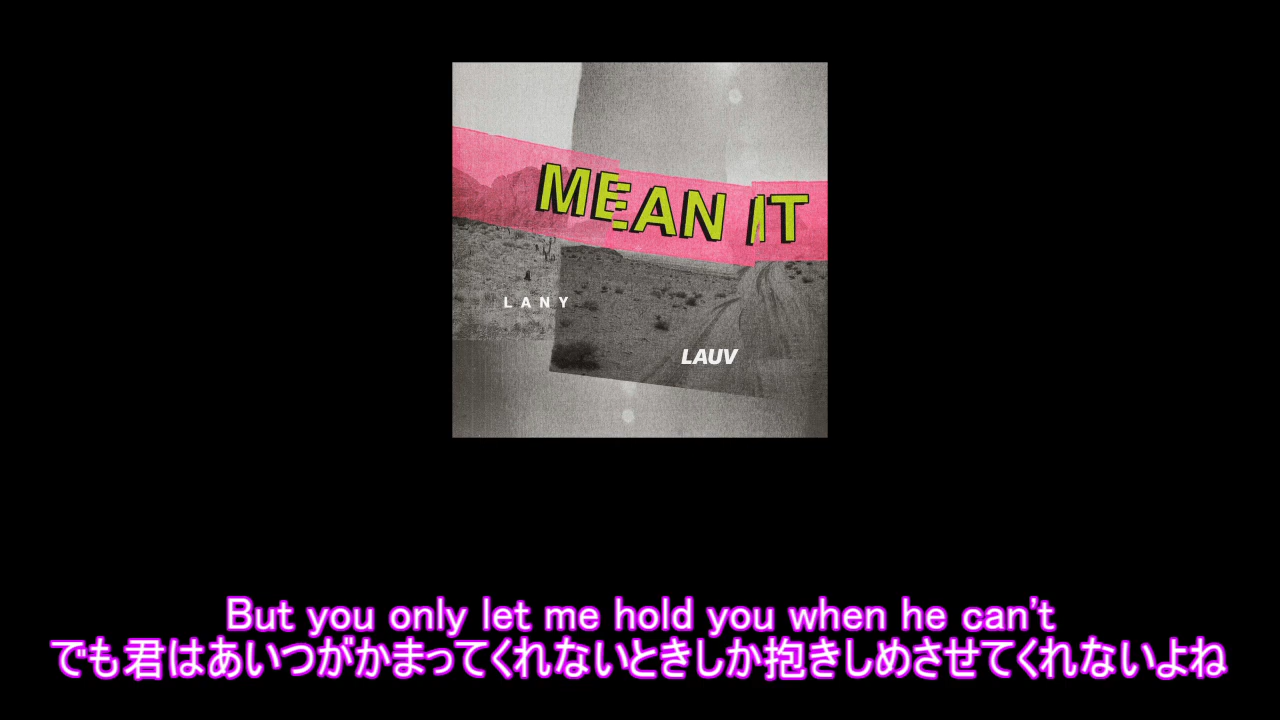 MEAN IT
LANY
LAUV
But you only let me hold you when he can't
でも君はあいつがかまってくれないときしか抱きしめさせてくれないよね